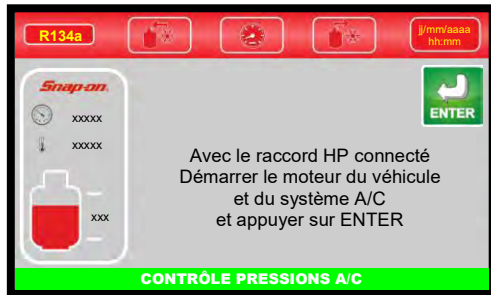 R134a
jj/mm/aaaa
hh:mm
Snap-on
ENTER
xxxxx
xxxxx
xxx
Avec le raccord HP connecté
Démarrer le moteur du véhicule
et du système A/C
et appuyer sur ENTER
CONTRÔLE PRESSIONS A/C